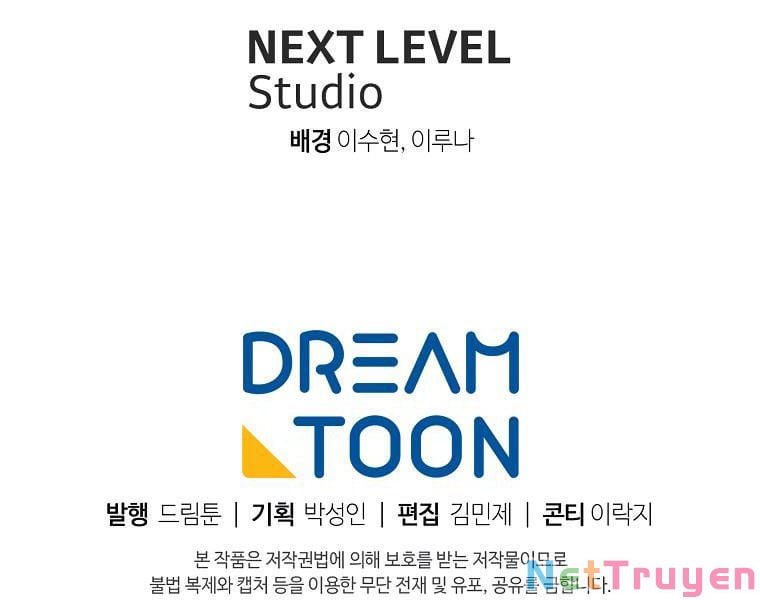 NEXT LEVEL
Studio
배경 이수현, 이루나
DREAM
TOON
발행 드림툰 | 기획 박성인 | 편집 김민제 | 콘티 이락지
본 작품은 저작권법에 의해 보호를 받는 저작물이므로
불법 복제와 캡처 등을 이용한 무단 전재 및 유포, 공유를 금합니다.
NetTruyen